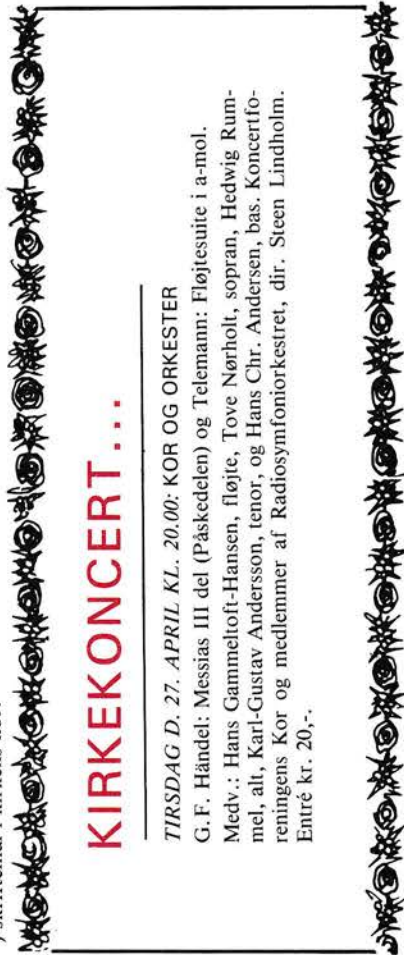 KIRKEKONCERT...
TIRSDAG D. 27. APRIL KL. 20.00: KOR OG ORKESTER
G.F. Händel: Messias III del (Påskedelen) og Telemann: Fløjtesuite i a-mol.
Medv.: Hans Gammeltoft-Hansen, fløjte, Tove Nørholt, sopran, Hedwig Rum-
mel, alt, Karl-Gustav Andersson, tenor, og Hans Chr. Andersen, bas. Koncertfo-
reningens Kor og medlemmer af Radiosymfoniorkestret, dir. Steen Lindholm.
Entré kr. 20,-.